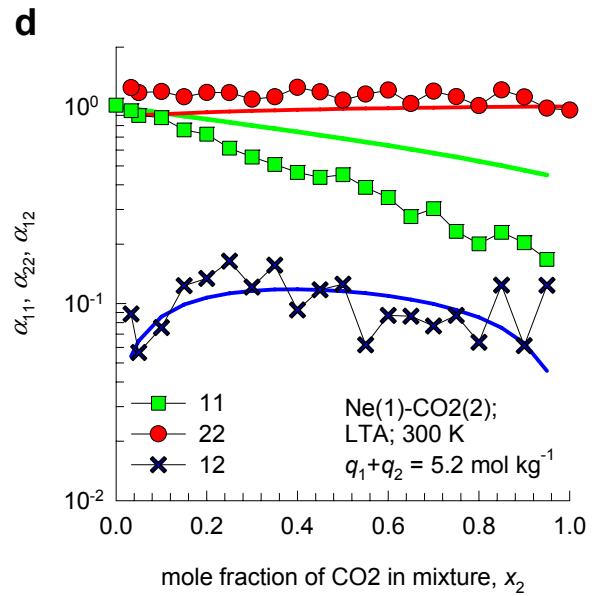 d
α₁₁, α₂₂, α₁₂
10⁰
10⁻¹
10⁻²
11
22
12
Ne(1)-CO2(2);
LTA; 300 K
q₁+q₂ = 5.2 mol kg⁻¹
0.0 0.2 0.4 0.6 0.8 1.0
mole fraction of CO2 in mixture, x₂